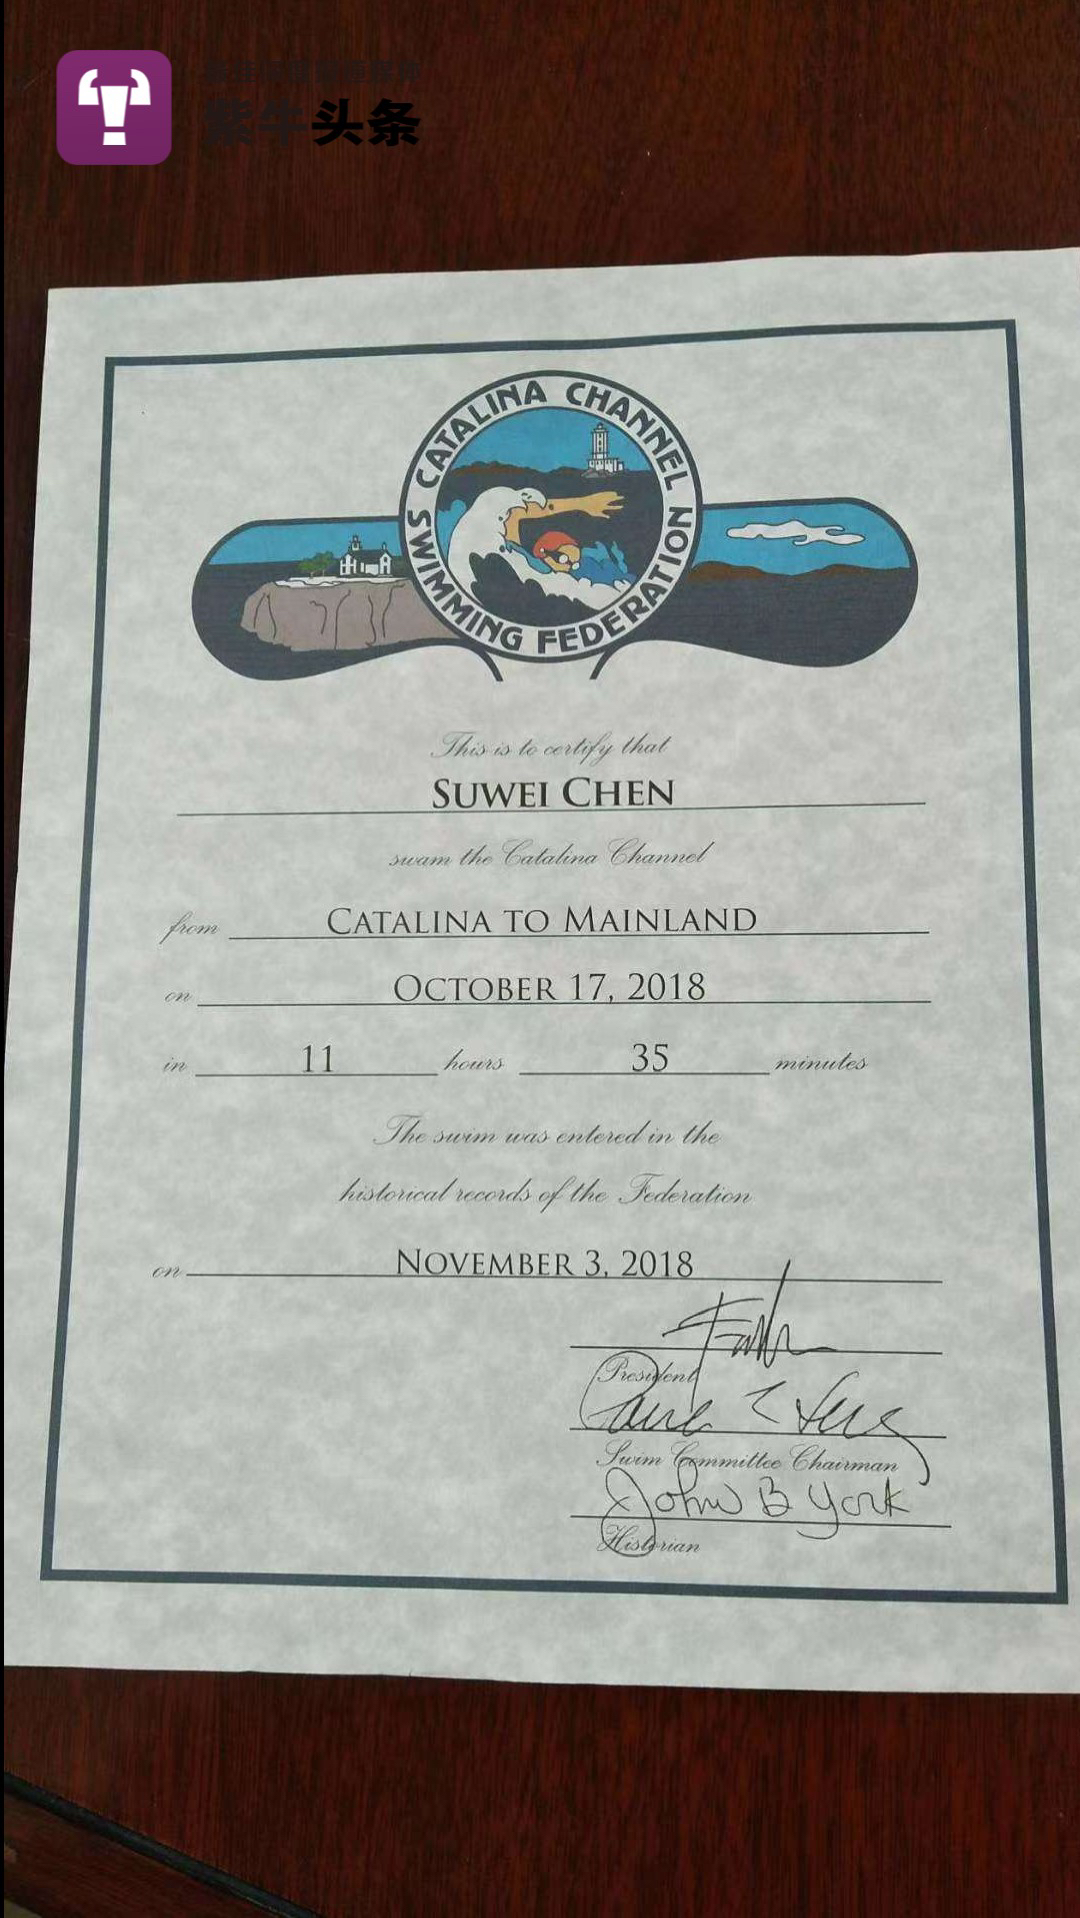 紫牛头条
CATALINA CHANNEL
SWIMMING FEDERATION
This is to certify that
SUWEI CHEN
swam the Catalina Channel
from CATALINA TO MAINLAND
on OCTOBER 17, 2018
in 11 hours 35 minutes
The swim was entered in the
historical records of the Federation
on NOVEMBER 3, 2018
President
Swim Committee Chairman
John B York
Historian